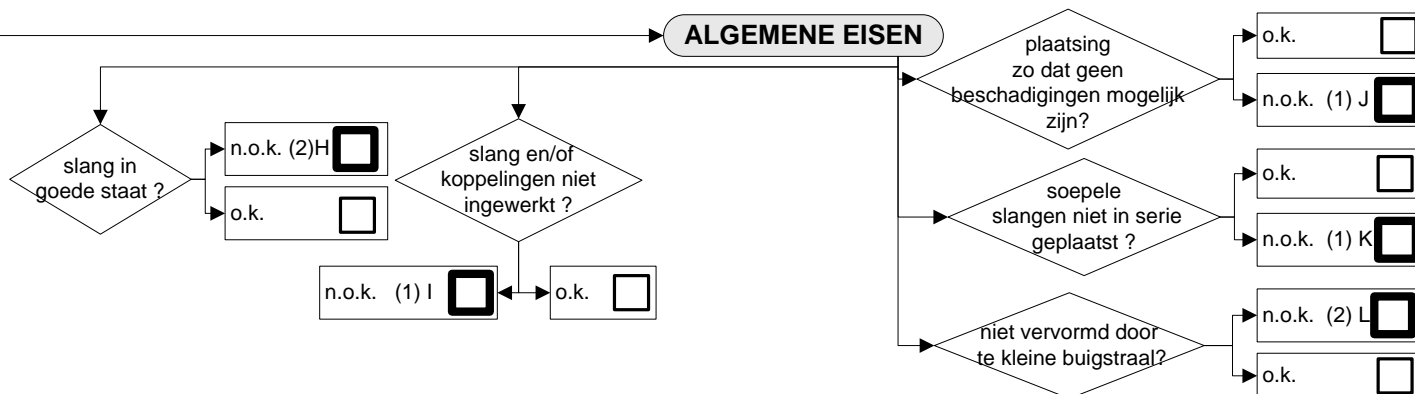 ALGEMENE EISEN
slang in
goede staat ?
n.o.k. (2)H
o.k.
slang en/of
koppelingen niet
ingewerkt ?
n.o.k. (1) I
o.k.
plaatsing
zo dat geen
beschadigingen mogelijk
zijn?
o.k.
n.o.k. (1) J
soepele
slangen niet in serie
geplaatst ?
o.k.
n.o.k. (1) K
niet vervormd door
te kleine buigstraal?
n.o.k. (2) L
o.k.